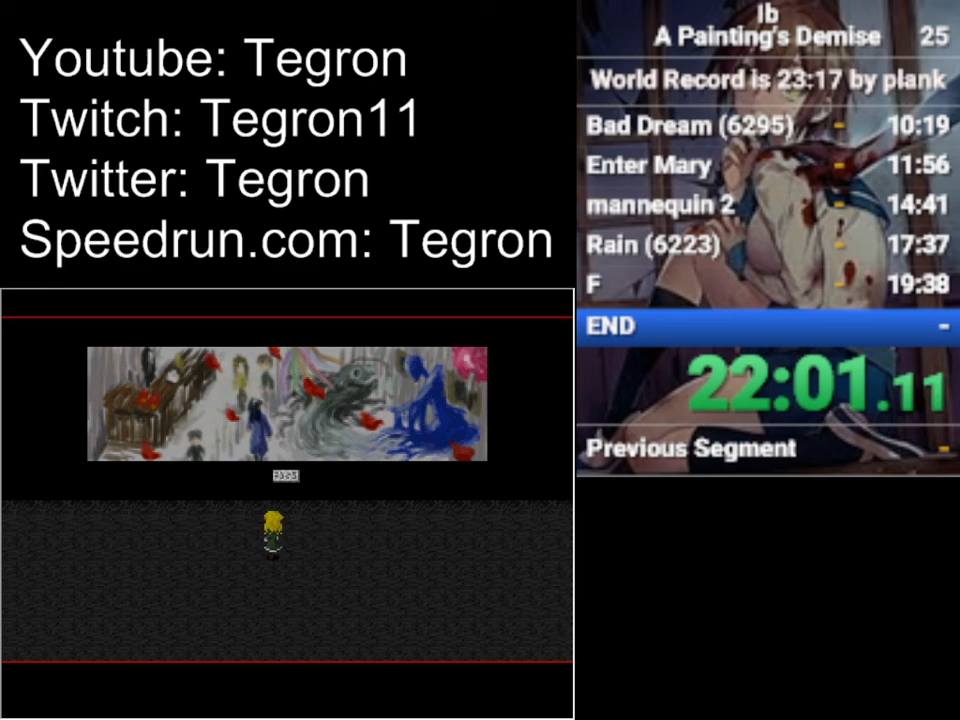 Youtube: Tegron
Twitch: Tegron11
Twitter: Tegron
Speedrun.com: Tegron
Ib
A Painting's Demise 25
World Record is 23:17 by plank
Bad Dream (6295) - 10:19
Enter Mary - 11:56
mannequin 2 - 14:41
Rain (6223) - 17:37
F - 19:38
END -
22:01.11
Previous Segment -